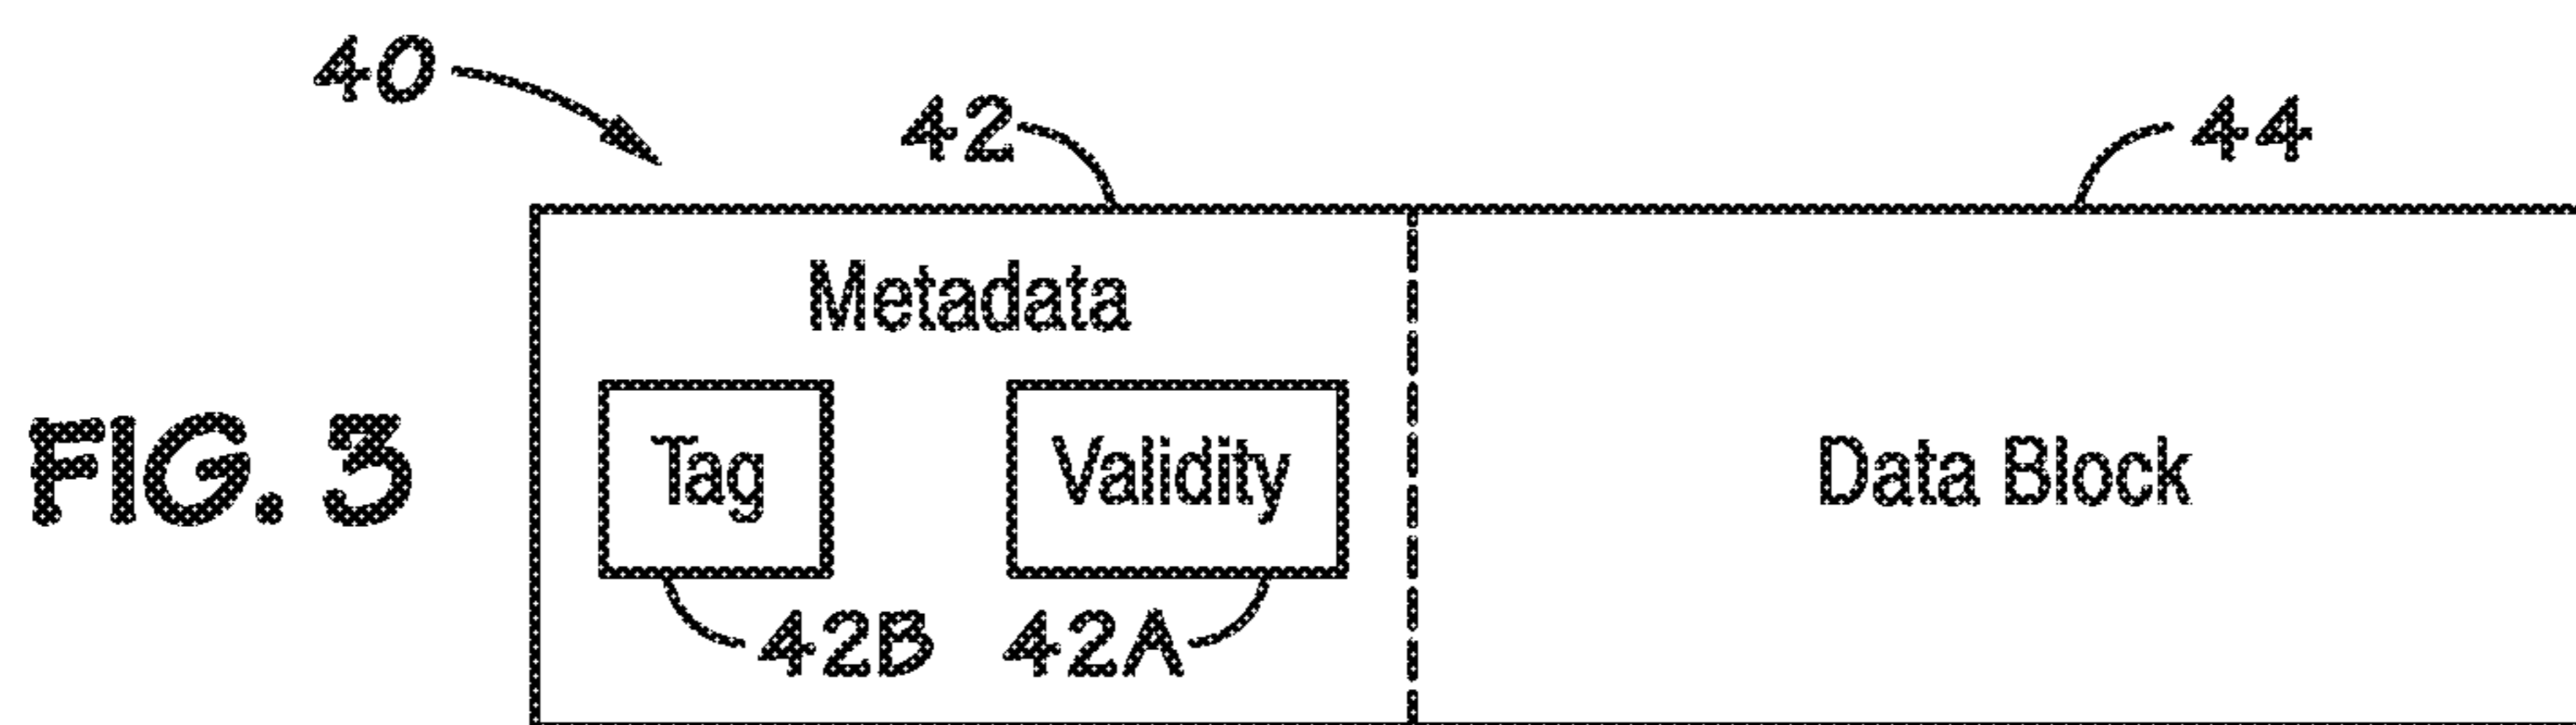 40
42
44
Metadata
FIG. 3
Tag
Validity
Data Block
42B
42A